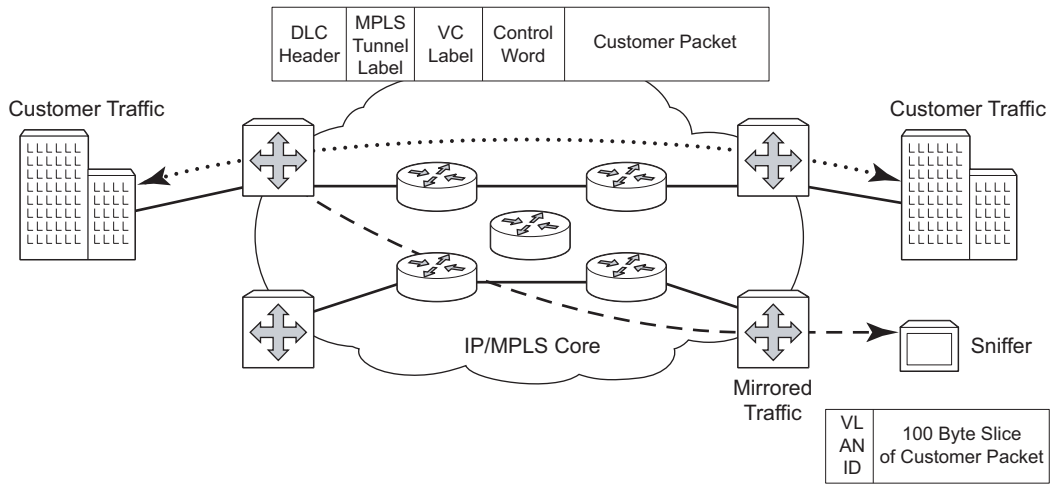 DLC
Header
MPLS
Tunnel
Label
VC
Label
Control
Word
Customer Packet
Customer Traffic
Customer Traffic
IP/MPLS Core
Sniffer
Mirrored
Traffic
VL
AN
ID
100 Byte Slice
of Customer Packet